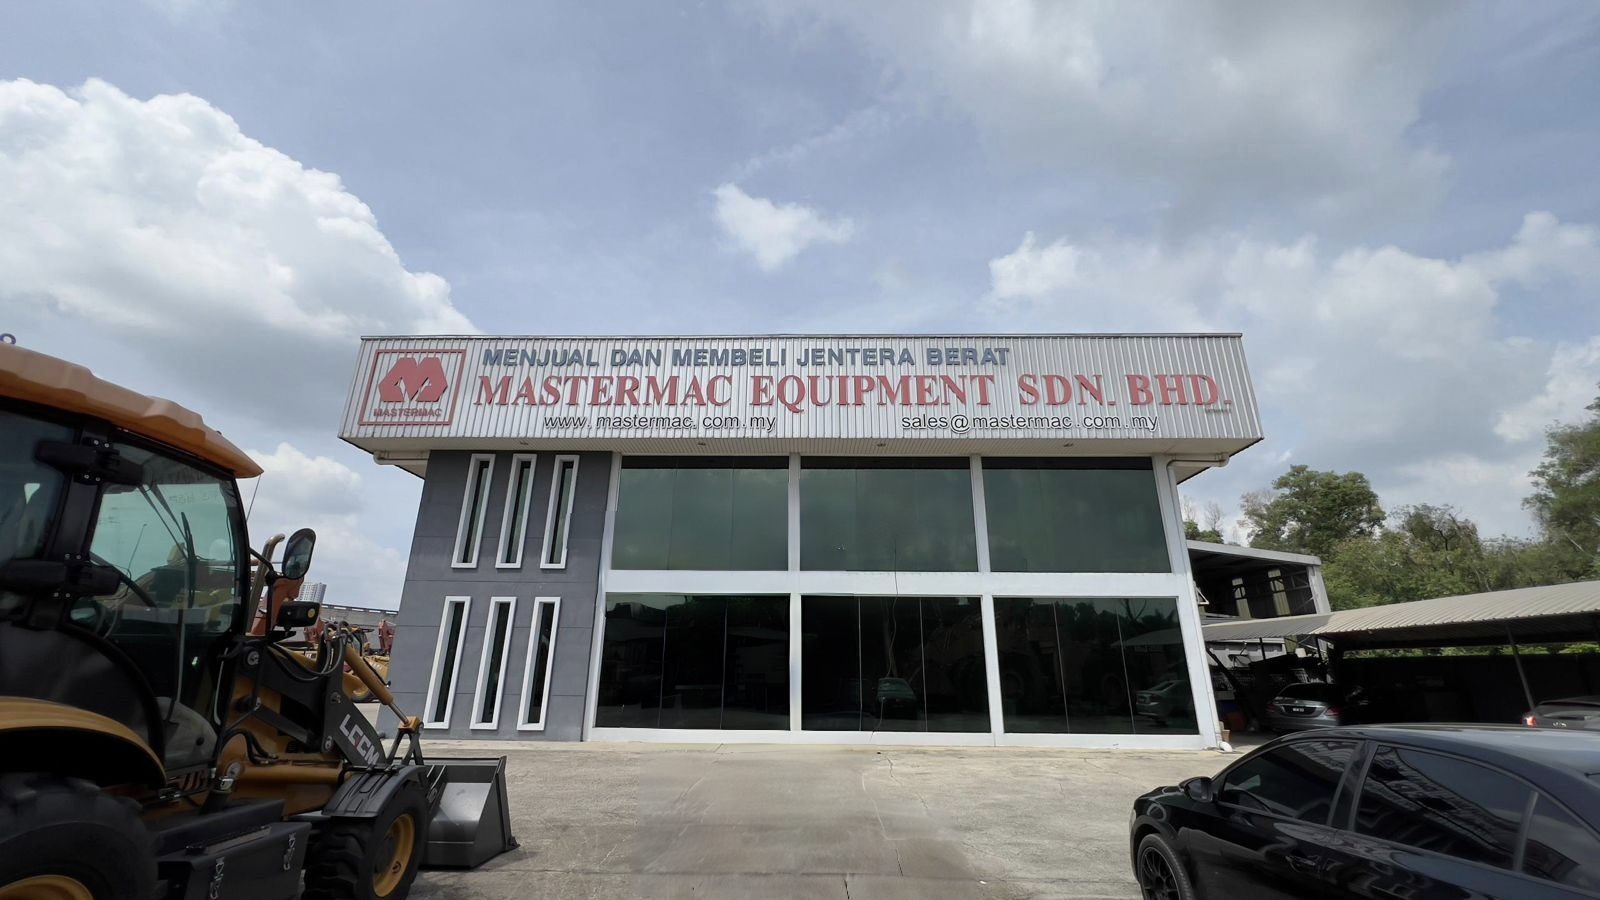 MENJUAL DAN MEMBELI JENTERA BERAT
MASTERMAC EQUIPMENT SDN. BHD.
MASTERMAC
www.mastermac.com.my
sales@mastermac.com.my
LGCM